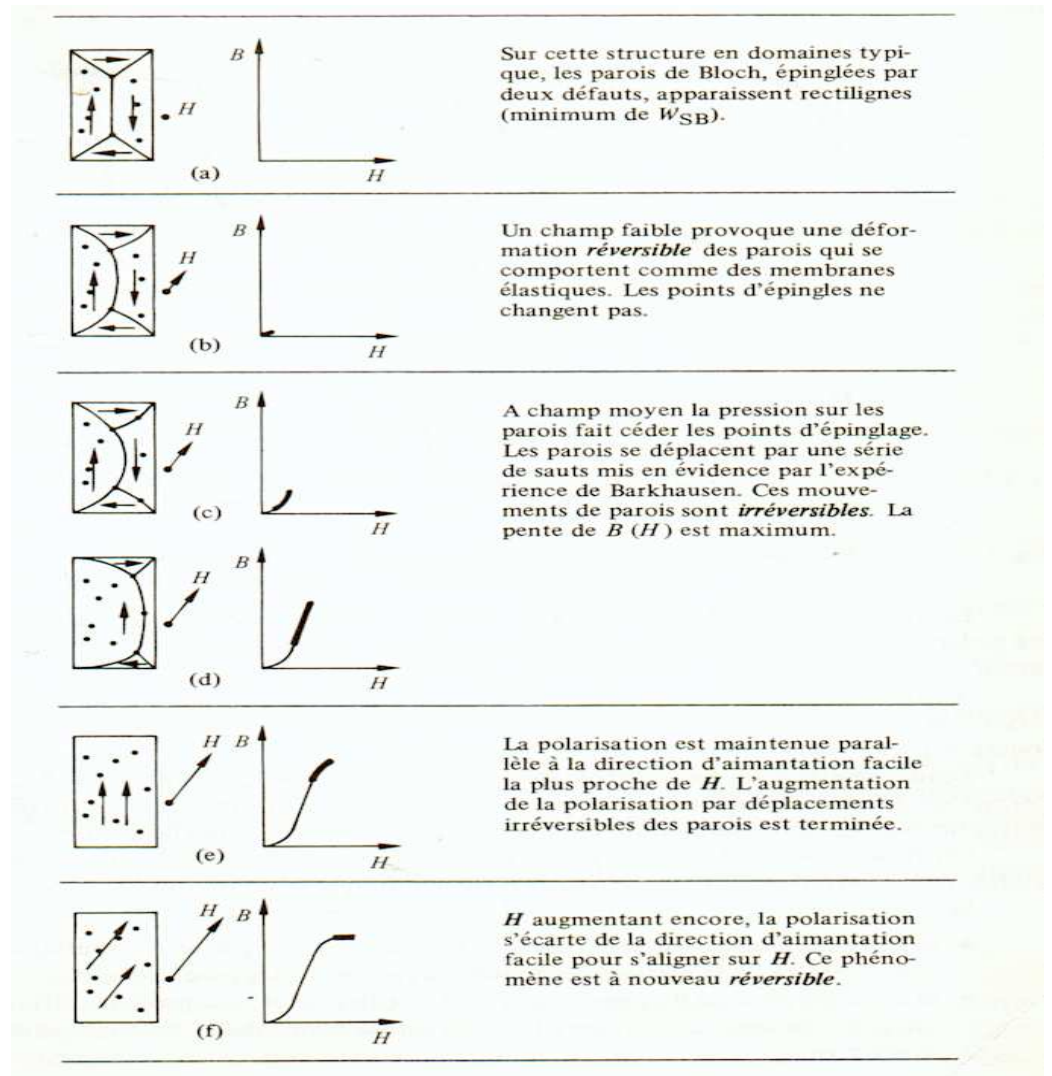 B
H
H
(a)
Sur cette structure en domaines typi-
que, les parois de Bloch, épinglées par
deux défauts, apparaissent rectilignes
(minimum de WSB).
B
H
H
(b)
Un champ faible provoque une défor-
mation réversible des parois qui se
comportent comme des membranes
élastiques. Les points d'épingles ne
changent pas.
B
H
H
(c)
A champ moyen la pression sur les
parois fait céder les points d'épinglage.
Les parois se déplacent par une série
de sauts mis en évidence par l'expé-
rience de Barkhausen. Ces mouve-
ments de parois sont irréversibles. La
pente de B (H ) est maximum.
B
H
H
(d)
H B
H
(e)
La polarisation est maintenue paral-
lèle à la direction d'aimantation facile
la plus proche de H. L'augmentation
de la polarisation par déplacements
irréversibles des parois est terminée.
H B
H
(f)
H augmentant encore, la polarisation
s'écarte de la direction d'aimantation
facile pour s'aligner sur H. Ce phéno-
mène est à nouveau réversible.